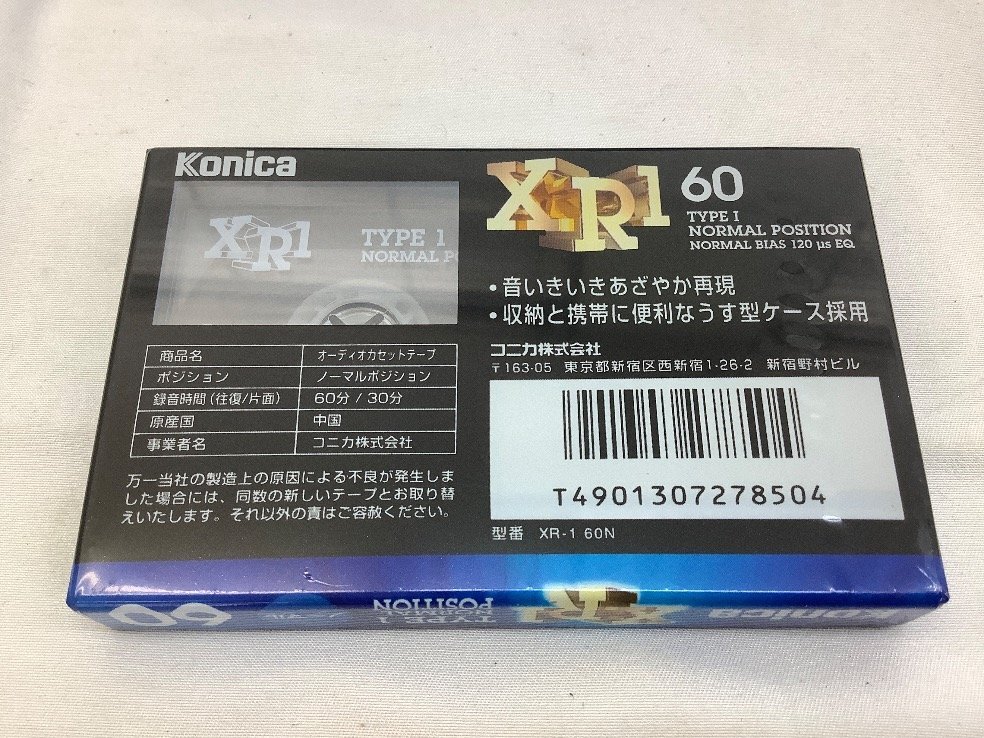 Konica
XR1
TYPE 1
NORMAL P
XR1 60
TYPE I
NORMAL POSITION
NORMAL BIAS 120 μs EQ
・音いきいきあざやか再現
・収納と携帯に便利なうす型ケース採用
商品名 オーディオカセットテープ
ポジション ノーマルポジション
録音時間(往復/片面) 60分 / 30分
原産国 中国
事業者名 コニカ株式会社
万一当社の製造上の原因による不良が発生しま
した場合には、同数の新しいテープとお取り替
えいたします。それ以外の責はご容赦ください。
コニカ株式会社
〒163-05 東京都新宿区西新宿1-26-2 新宿野村ビル
T4901307278504
型番 XR-1 60N
60
TYPE 1
NORMAL
POSITION
XR1
Konica